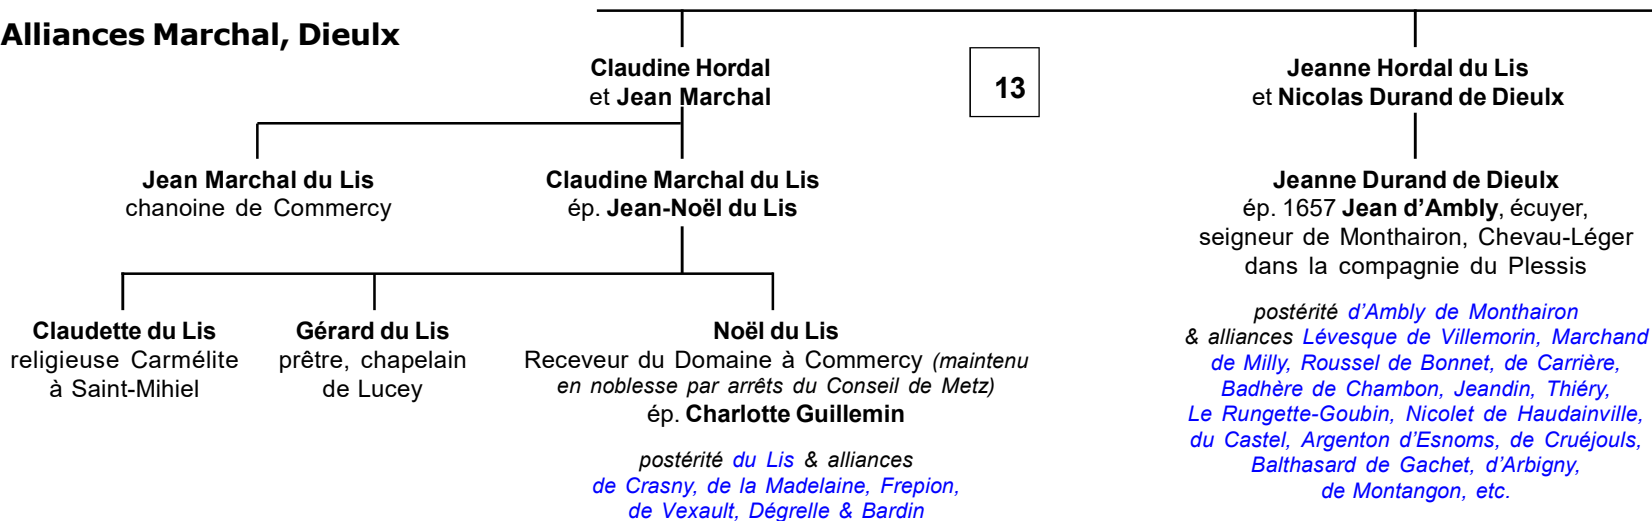 Alliances Marchal, Dieulx
Claudine Hordal
et Jean Marchal
13
Jeanne Hordal du Lis
et Nicolas Durand de Dieulx
Jean Marchal du Lis
chanoine de Commercy
Claudine Marchal du Lis
ép. Jean-Noël du Lis
Jeanne Durand de Dieulx
ép. 1657 Jean d'Ambly, écuyer,
seigneur de Monthairon, Chevau-Léger
dans la compagnie du Plessis
Claudette du Lis
religieuse Carmélite
à Saint-Mihiel
Gérard du Lis
prêtre, chapelain
de Lucey
Noël du Lis
Receveur du Domaine à Commercy (maintenu
en noblesse par arrêts du Conseil de Metz)
ép. Charlotte Guillemin
postérité du Lis & alliances
de Crasny, de la Madelaine, Frepion,
de Vexault, Dégrelle & Bardin
postérité d'Ambly de Monthairon
& alliances Lévesque de Villemorin, Marchand
de Milly, Roussel de Bonnet, de Carrière,
Badhère de Chambon, Jeandin, Thiéry,
Le Rungette-Goubin, Nicolet de Haudainville,
du Castel, Argenton d'Esnoms, de Cruéjouls,
Balthasard de Gachet, d'Arbigny,
de Montangon, etc.